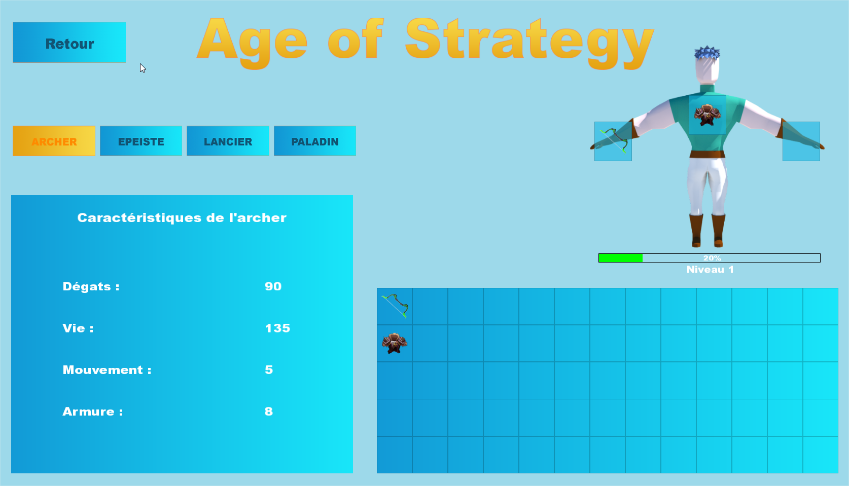 Age of Strategy
Retour
ARCHER
EPEISTE
LANCIER
PALADIN
Caractéristiques de l'archer
Dégats : 90
Vie : 135
Mouvement : 5
Armure : 8
20%
Niveau 1